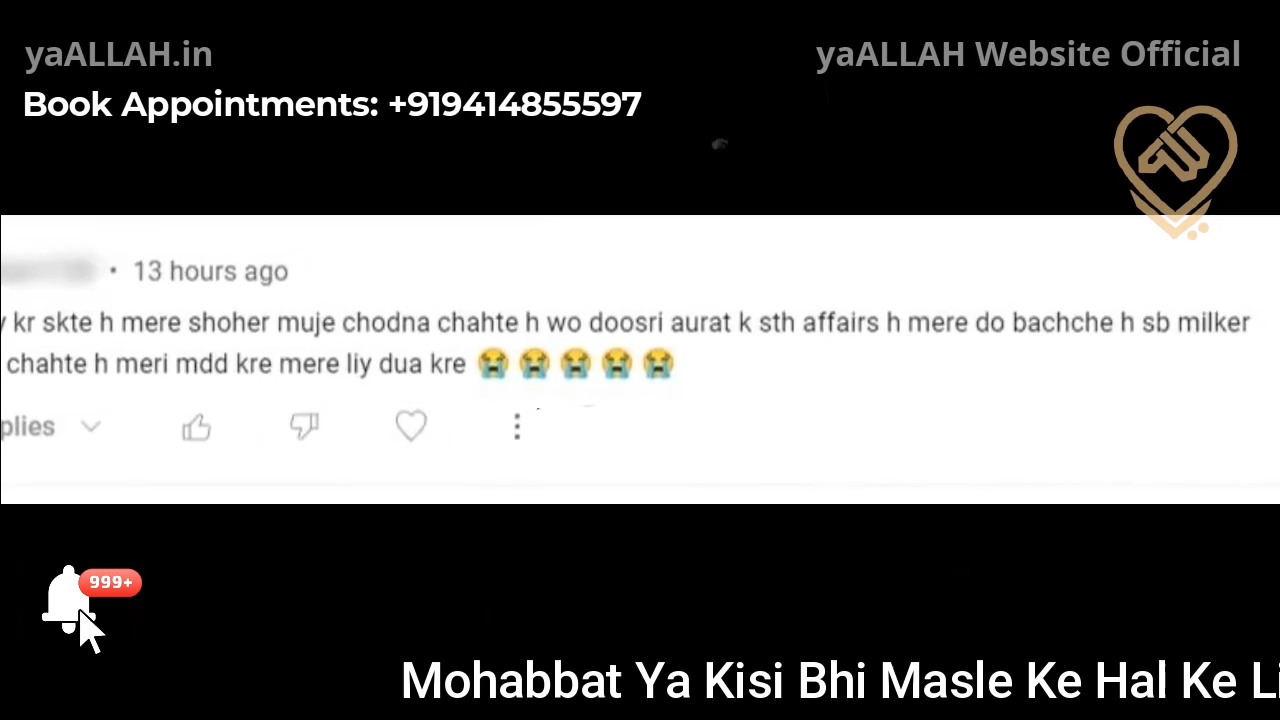 yaALLAH.in
yaALLAH Website Official
Book Appointments: +919414855597
• 13 hours ago
kr skte h mere shoher muje chodna chahte h wo doosri aurat k sth affairs h mere do bachche h sb milker
chahte h meri mdd kre mere liy dua kre 😭 😭 😭 😭 😭
plies
999+
Mohabbat Ya Kisi Bhi Masle Ke Hal Ke Li